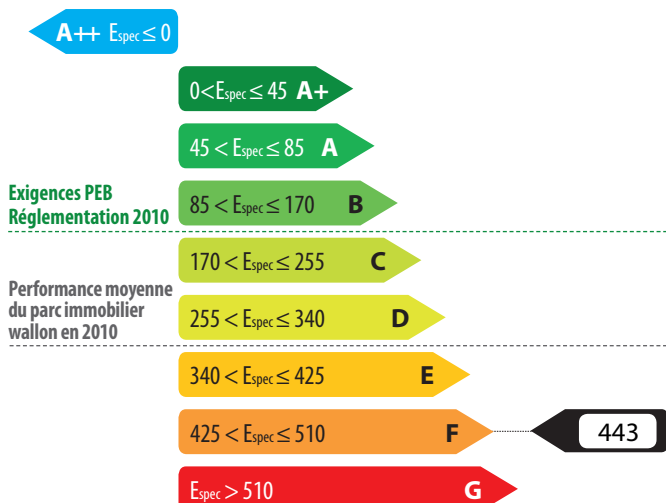 A++ Espec ≤ 0
0<Espec ≤ 45 A+
45 < Espec ≤ 85 A
Exigences PEB
Réglementation 2010
85 < Espec ≤ 170 B
170 < Espec ≤ 255 C
Performance moyenne
du parc immobilier
wallon en 2010
255 < Espec ≤ 340 D
340 < Espec ≤ 425 E
425 < Espec ≤ 510 F
443
Espec > 510 G